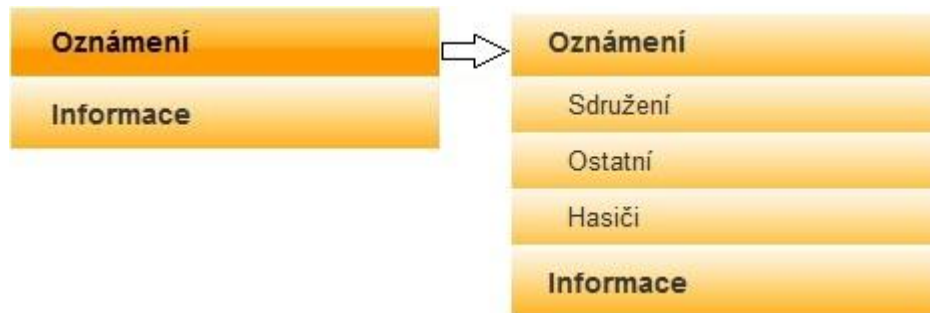 Oznámení
Informace
Oznámení
Sdružení
Ostatní
Hasiči
Informace